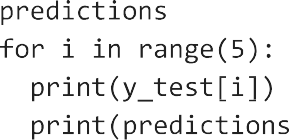 predictions
for i in range(5):
  print(y_test[i])
  print(predictions